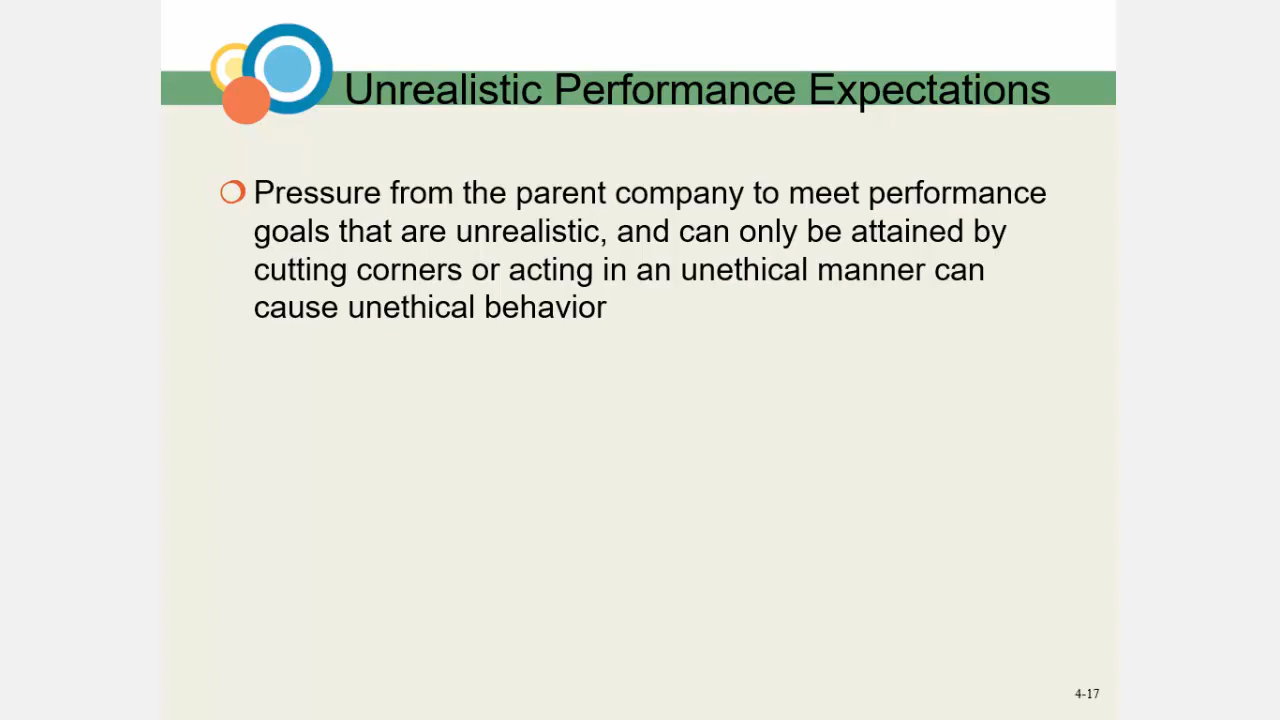 Unrealistic Performance Expectations
Pressure from the parent company to meet performance
goals that are unrealistic, and can only be attained by
cutting corners or acting in an unethical manner can
cause unethical behavior
4-17